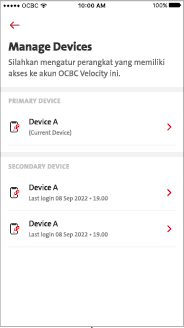 OCBC
10:00 AM
100%
Manage Devices
Silahkan mengatur perangkat yang memiliki
akses ke akun OCBC Velocity ini.
PRIMARY DEVICE
Device A
(Current Device)
SECONDARY DEVICE
Device A
Last login 08 Sep 2022 • 19.00
Device A
Last login 08 Sep 2022 • 19.00